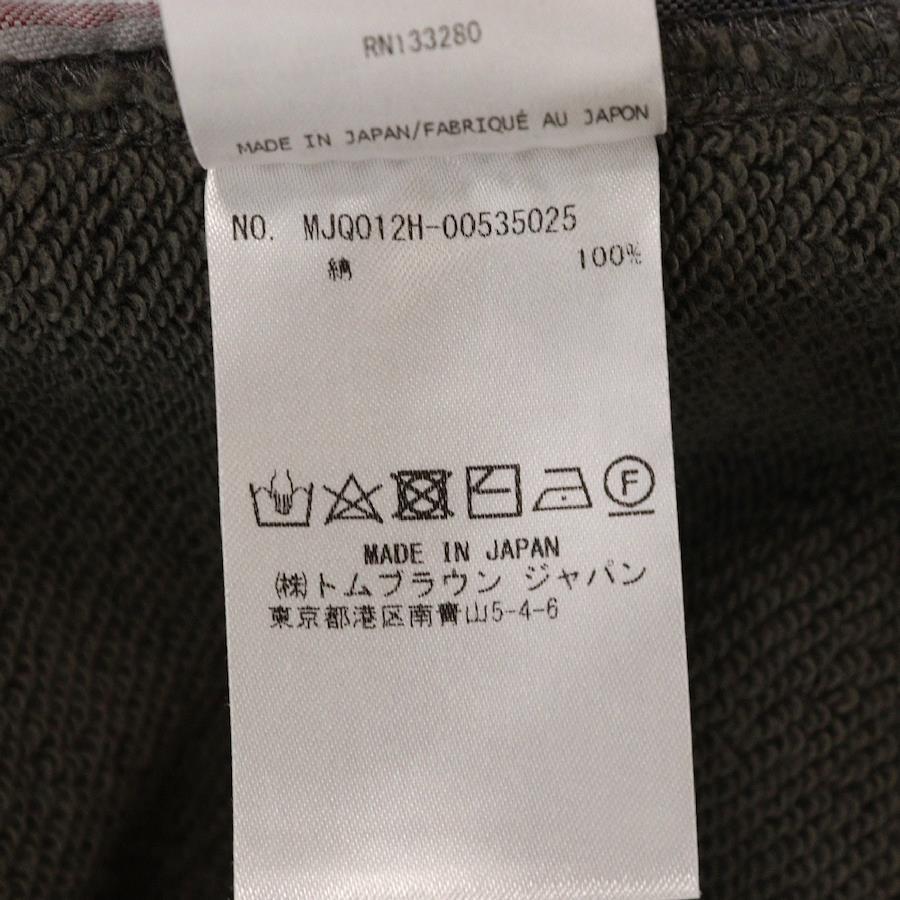 RN133280
MADE IN JAPAN/FABRIQUÉ AU JAPON
NO. MJQ012H-00535025
綿 100%
F
MADE IN JAPAN
(株)トムブラウン ジャパン
東京都港区南青山5-4-6